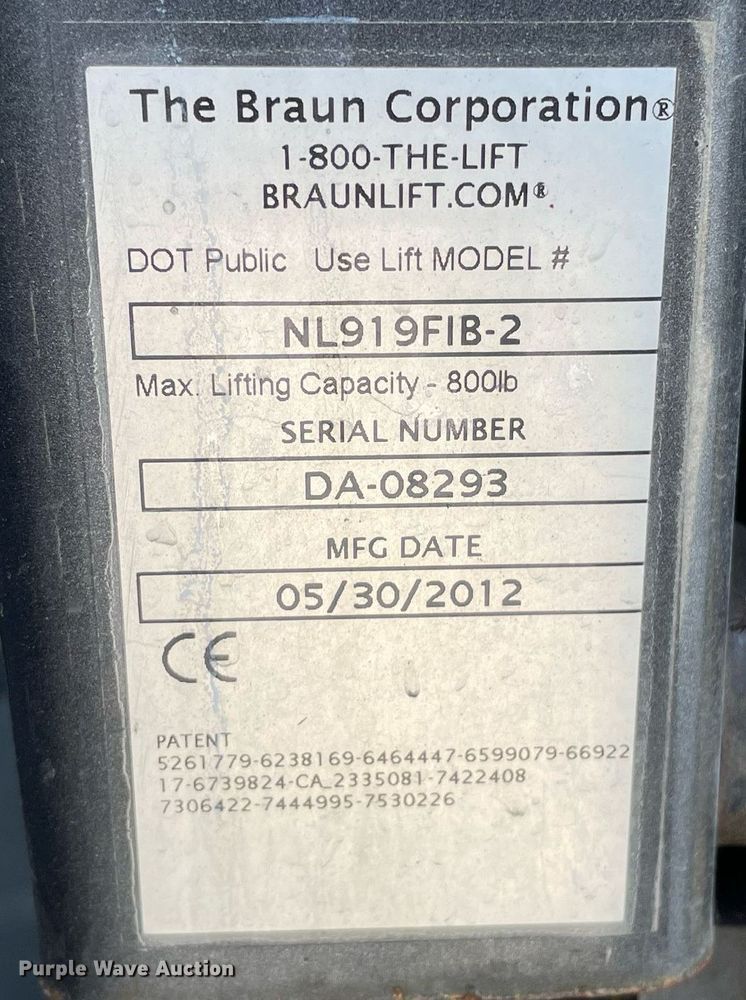 The Braun Corporation®
1-800-THE-LIFT
BRAUNLIFT.COM®.
DOT Public Use Lift MODEL #
NL919FIB-2
Max. Lifting Capacity - 800lb
SERIAL NUMBER
DA-08293
MFG DATE
05/30/2012
CE
PATENT
5261779-6238169-6464447-6599079-66922
17-6739824-CA_2335081-7422408
7306422-7444995-7530226
Purple Wave Auction